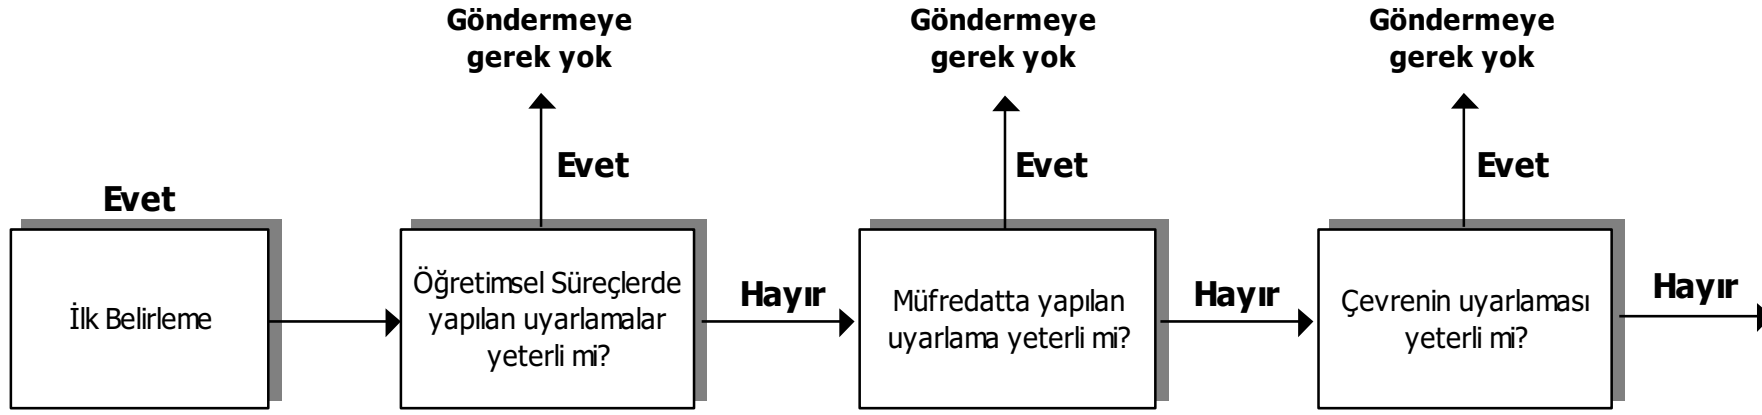 Göndermeye
gerek yok
Göndermeye
gerek yok
Göndermeye
gerek yok
Evet
Evet
Evet
Evet
İlk Belirleme
Öğretimsel Süreçlerde
yapılan uyarlamalar
yeterli mi?
Hayır
Müfredatta yapılan
uyarlama yeterli mi?
Hayır
Çevrenin uyarlaması
yeterli mi?
Hayır